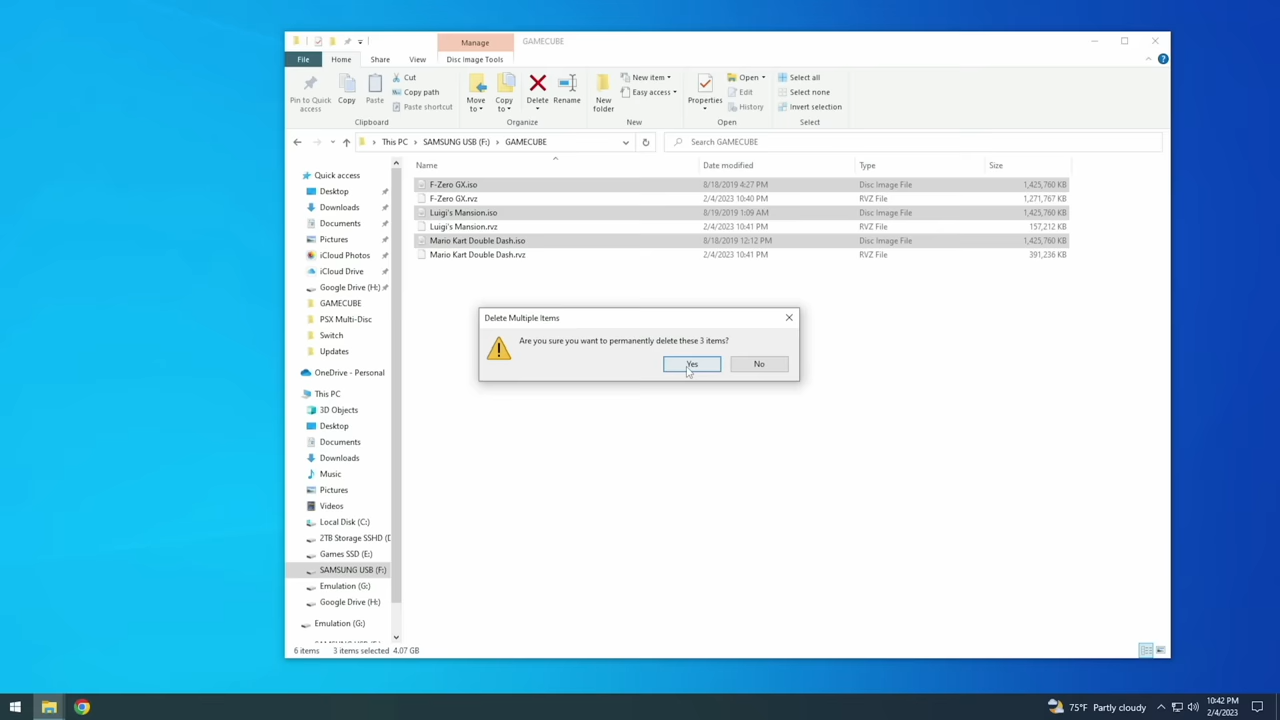 Manage
GAMECUBE
File
Home
Share
View
Disc Image Tools
Pin to Quick access
Copy
Paste
Cut
Copy path
Paste shortcut
Clipboard
Move to
Copy to
Delete
Rename
Organize
New folder
New item
Easy access
New
Properties
Open
Edit
History
Open
Select all
Select none
Invert selection
Select
This PC > SAMSUNG USB (F:) > GAMECUBE
Search GAMECUBE
Name
Date modified
Type
Size
F-Zero GX.iso 8/18/2019 4:27 PM Disc Image File 1,425,760 KB
F-Zero GX.rvz 2/4/2023 10:40 PM RVZ File 1,271,767 KB
Luigi's Mansion.iso 8/19/2019 1:09 AM Disc Image File 1,425,760 KB
Luigi's Mansion.rvz 2/4/2023 10:41 PM RVZ File 157,212 KB
Mario Kart Double Dash.iso 8/18/2019 12:12 PM Disc Image File 1,425,760 KB
Mario Kart Double Dash.rvz 2/4/2023 10:41 PM RVZ File 391,236 KB
Quick access
Desktop
Downloads
Documents
Pictures
iCloud Photos
iCloud Drive
Google Drive (H:)
GAMECUBE
PSX Multi-Disc
Switch
Updates
OneDrive - Personal
This PC
3D Objects
Desktop
Documents
Downloads
Music
Pictures
Videos
Local Disk (C:)
2TB Storage SSHD (D
Games SSD (E:)
SAMSUNG USB (F:)
Emulation (G:)
Google Drive (H:)
Emulation (G:)
Delete Multiple Items
Are you sure you want to permanently delete these 3 items?
Yes
No
6 items
3 items selected 4.07 GB
75°F Partly cloudy
10:42 PM
2/4/2023